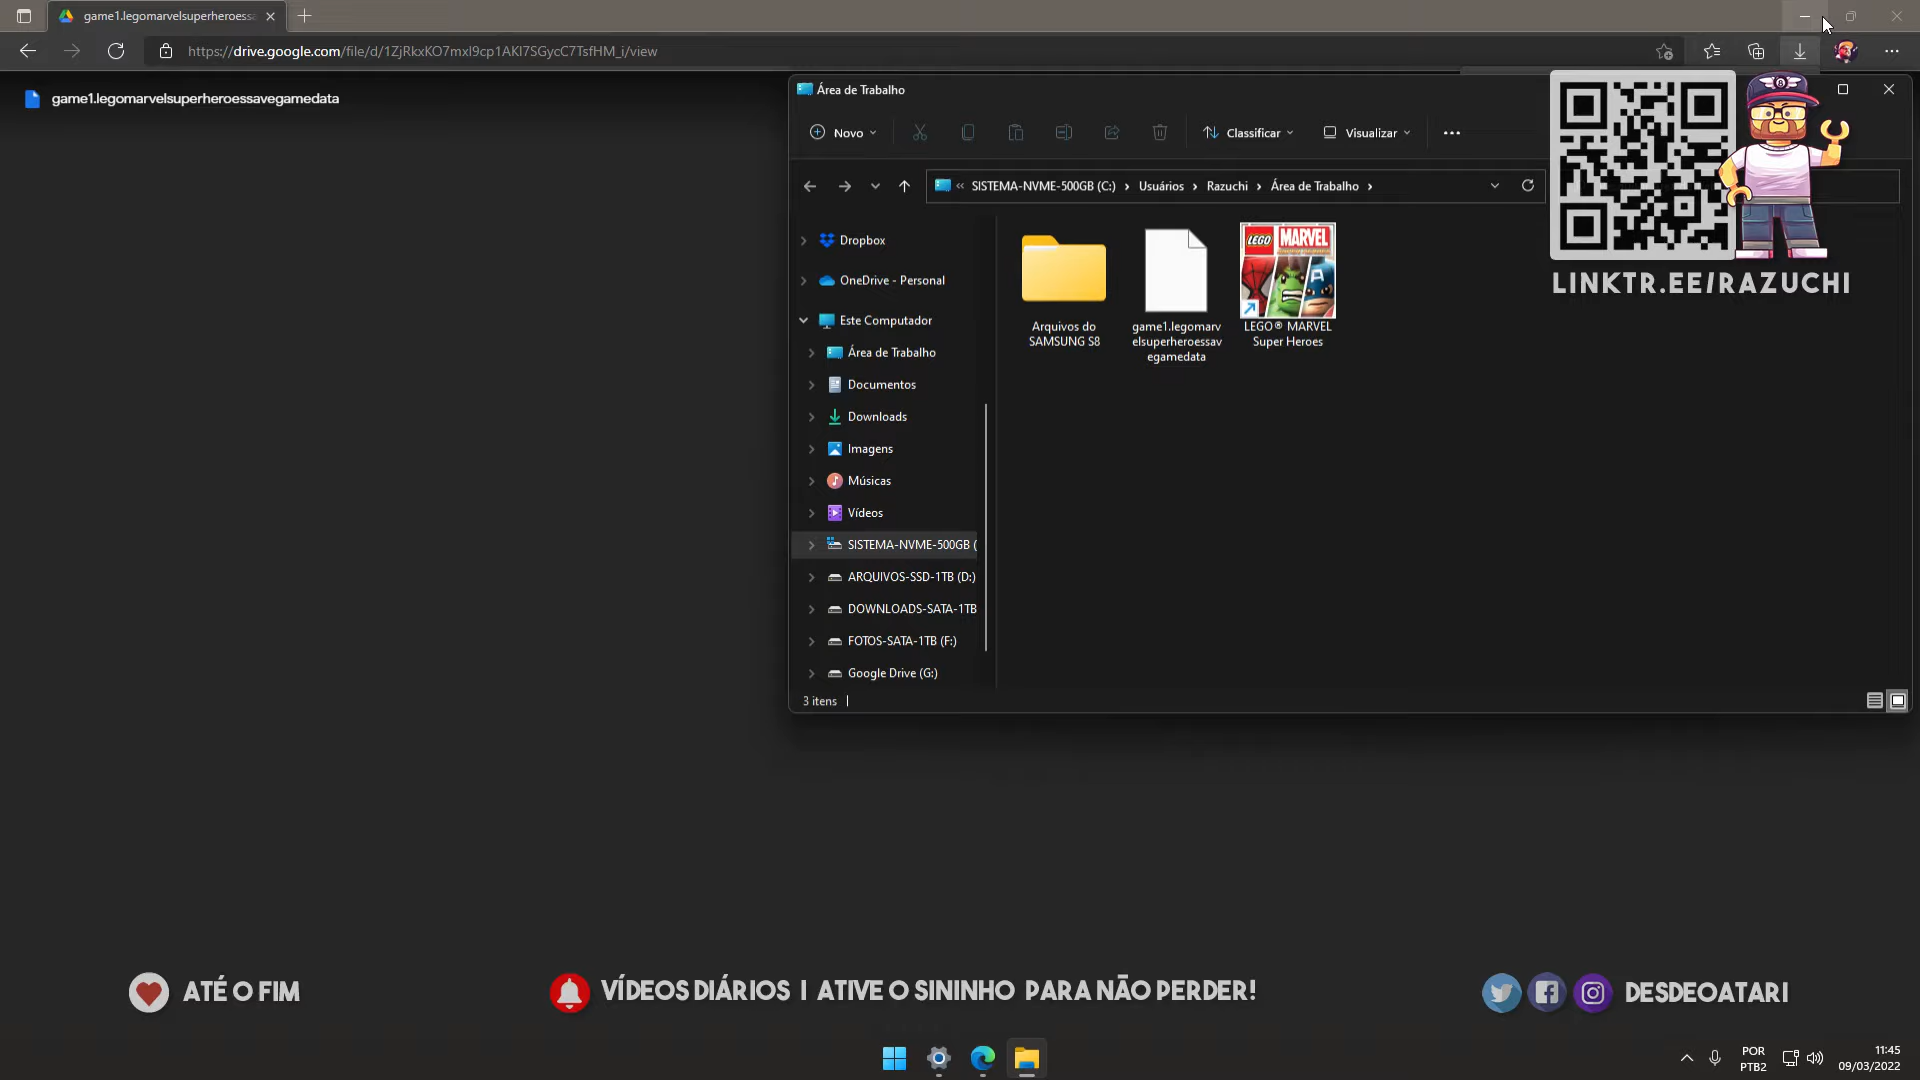 game1.legomarvelsuperheroessa
https://drive.google.com/file/d/1ZjRkxKO7mxl9cp1AKl7SGycC7TsfHM_i/view
game1.legomarvelsuperheroessavegamedata
Área de Trabalho
Novo
Classificar
Visualizar
« SISTEMA-NVME-500GB (C:) › Usuários › Razuchi › Área de Trabalho ›
LINKTR.EE/RAZUCHI
Dropbox
OneDrive - Personal
Este Computador
Área de Trabalho
Documentos
Downloads
Imagens
Músicas
Vídeos
SISTEMA-NVME-500GB (
ARQUIVOS-SSD-1TB (D:)
DOWNLOADS-SATA-1TB
FOTOS-SATA-1TB (F:)
Google Drive (G:)
LEGO MARVEL
Arquivos do
SAMSUNG S8
game1.legomarv
elsuperheroessav
egamedata
LEGO® MARVEL
Super Heroes
3 itens
ATÉ O FIM
VÍDEOS DIÁRIOS | ATIVE O SININHO PARA NÃO PERDER!
DESDEOATARI
POR
PTB2
11:45
09/03/2022